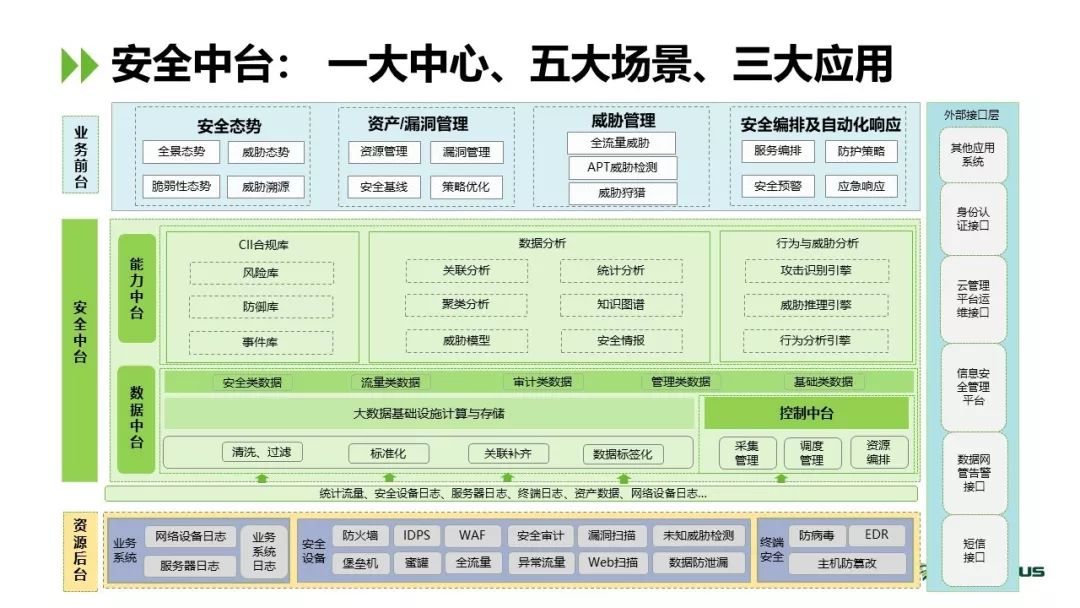 安全中台： 一大中心、五大场景、三大应用
业
务
前
台
安全态势
全景态势
威胁态势
脆弱性态势
威胁溯源
资产/漏洞管理
资源管理
漏洞管理
安全基线
策略优化
威胁管理
全流量威胁
APT威胁检测
威胁狩猎
安全编排及自动化响应
服务编排
防护策略
安全预警
应急响应
外部接口层
其他应用
系统
身份认
证接口
云管理
平台运
维接口
信息安
全管理
平台
数据网
管告警
接口
短信
接口
安
全
中
台
能
力
中
台
CII合规库
风险库
防御库
事件库
数据分析
关联分析
统计分析
聚类分析
知识图谱
威胁模型
安全情报
行为与威胁分析
攻击识别引擎
威胁推理引擎
行为分析引擎
数
据
中
台
安全类数据
流量类数据
审计类数据
管理类数据
基础类数据
大数据基础设施计算与存储
清洗、过滤
标准化
关联补齐
数据标签化
控制中台
采集
管理
调度
管理
资源
编排
统计流量、安全设备日志、服务器日志、终端日志、资产数据、网络设备日志...
资
源
后
台
业务
系统
网络设备日志
服务器日志
业务
系统
日志
安全
设备
防火墙
IDPS
WAF
安全审计
漏洞扫描
未知威胁检测
堡垒机
蜜罐
全流量
异常流量
Web扫描
数据防泄漏
终端
安全
防病毒
EDR
主机防篡改
US